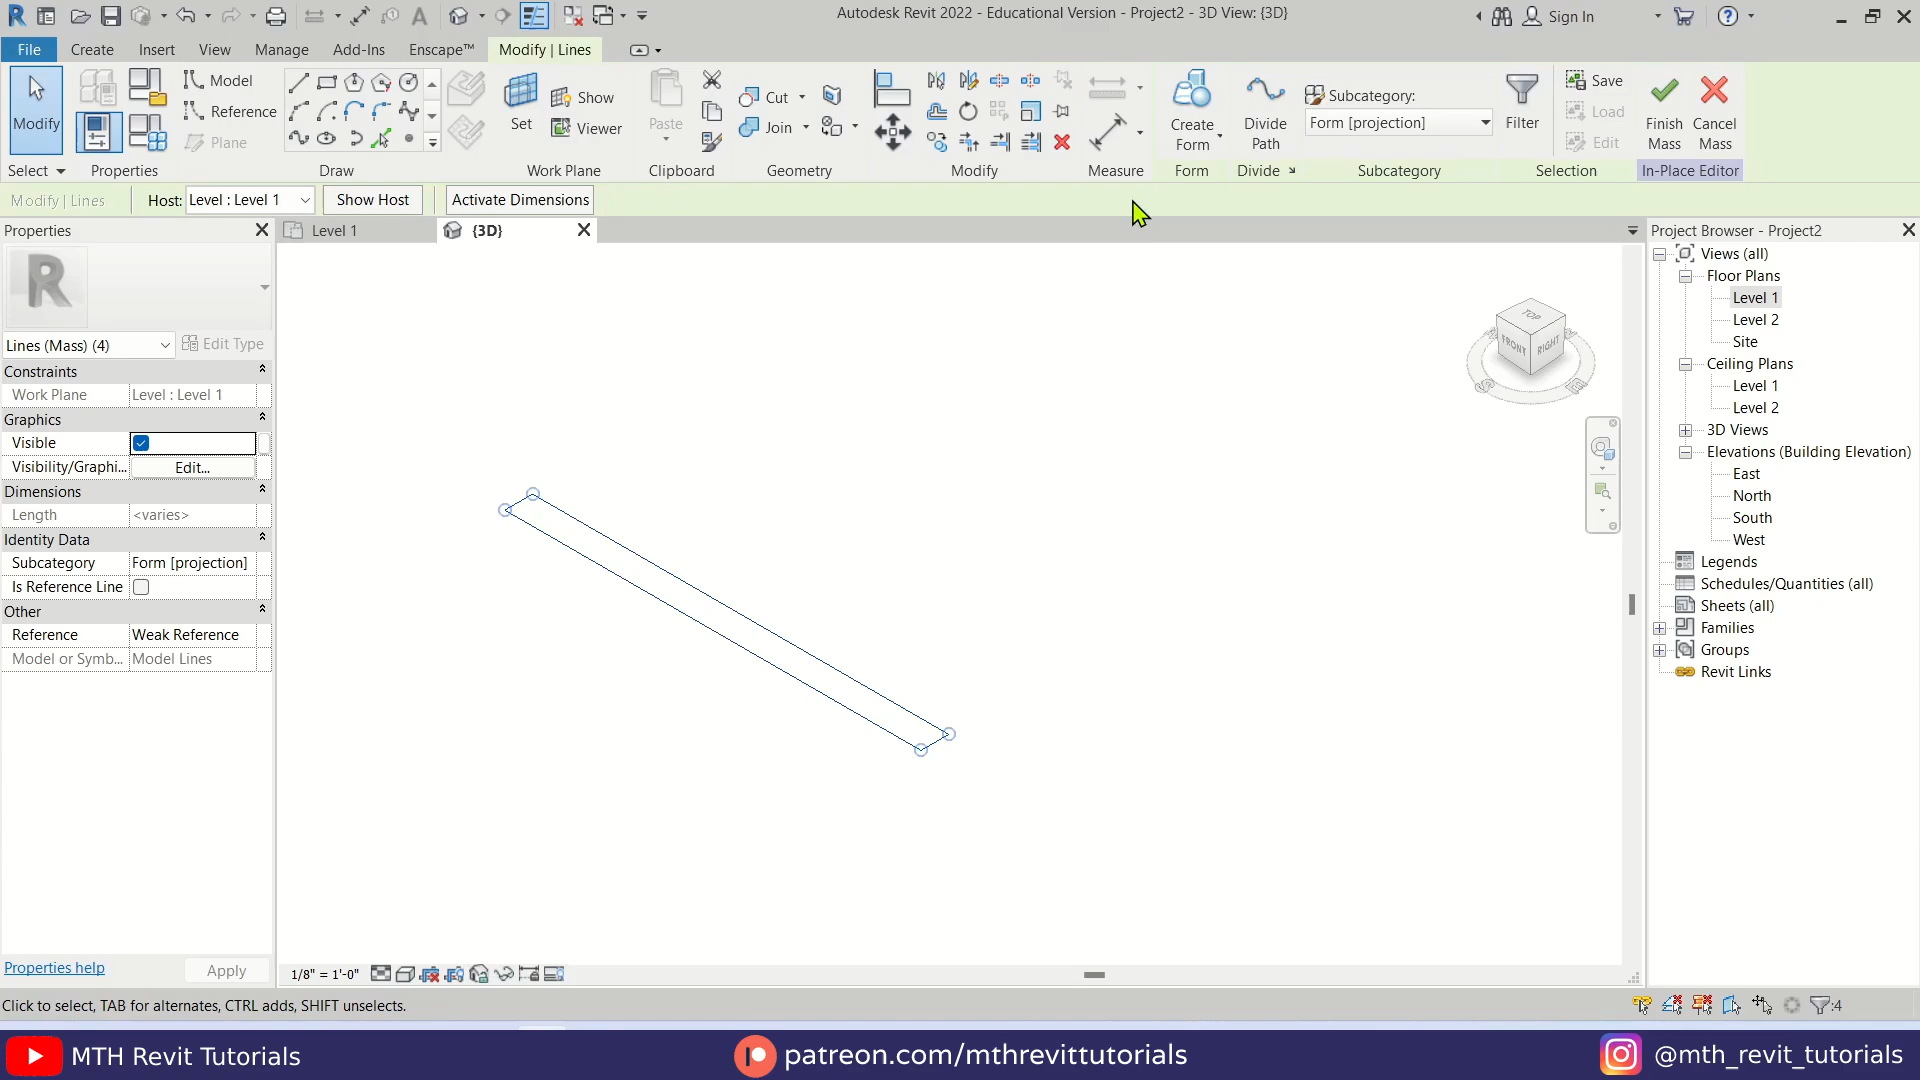 Autodesk Revit 2022 - Educational Version - Project2 - 3D View: {3D}
Sign In
File Create Insert View Manage Add-Ins Enscape™ Modify | Lines
Modify
Model
Reference
Plane
Set
Show
Viewer
Paste
Cut
Join
Create Form
Divide Path
Subcategory:
Form [projection]
Filter
Save
Load
Edit
Finish Mass
Cancel Mass
Select Properties Draw Work Plane Clipboard Geometry Modify Measure Form Divide Subcategory Selection In-Place Editor
Modify | Lines Host: Level : Level 1 Show Host Activate Dimensions
Properties
Level 1
{3D}
Project Browser - Project2
R
Lines (Mass) (4) Edit Type
Constraints
Work Plane Level : Level 1
Graphics
Visible
Visibility/Graphi... Edit...
Dimensions
Length <varies>
Identity Data
Subcategory Form [projection]
Is Reference Line
Other
Reference Weak Reference
Model or Symb... Model Lines
Properties help Apply
TOP
FRONT
RIGHT
S
E
Views (all)
Floor Plans
Level 1
Level 2
Site
Ceiling Plans
Level 1
Level 2
3D Views
Elevations (Building Elevation)
East
North
South
West
Legends
Schedules/Quantities (all)
Sheets (all)
Families
Groups
Revit Links
1/8" = 1'-0"
Click to select, TAB for alternates, CTRL adds, SHIFT unselects.
:4
MTH Revit Tutorials
patreon.com/mthrevittutorials
@mth_revit_tutorials